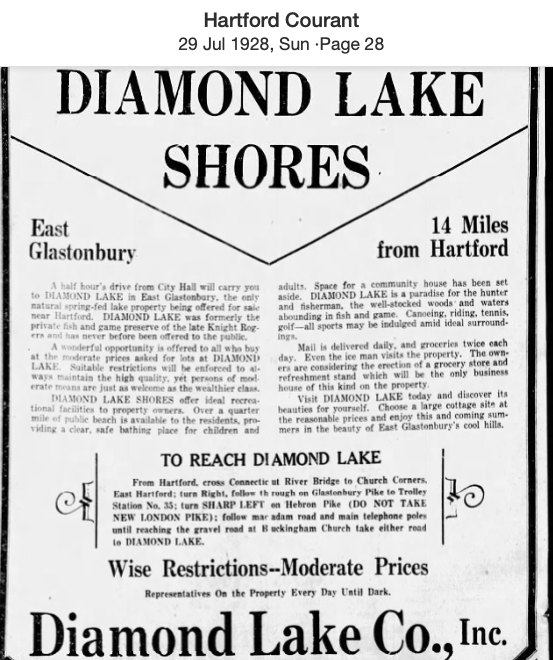 Hartford Courant
29 Jul 1928, Sun ·Page 28
DIAMOND LAKE
SHORES
East
Glastonbury
14 Miles
from Hartford
A half hour's drive from City Hall will carry you
to DIAMOND LAKE in East Glastonbury, the only
natural spring-fed lake property being offered for sale
near Hartford. DIAMOND LAKE was formerly the
private fish and game preserve of the late Knight Rog-
ers and has never before been offered to the public.
A wonderful opportunity is offered to all who buy
at the moderate prices asked for lots at DIAMOND
LAKE. Suitable restrictions will be enforced to al-
ways maintain the high quality, yet persons of mod-
erate means are just as welcome as the wealthier class.
DIAMOND LAKE SHORES offer ideal recrea-
tional facilities to property owners. Over a quarter
mile of public beach is available to the residents, pro-
viding a clear, safe bathing place for children and
adults. Space for a community house has been set
aside. DIAMOND LAKE is a paradise for the hunter
and fisherman, the well-stocked woods and waters
abounding in fish and game. Canoeing, riding, tennis,
golf—all sports may be indulged amid ideal surround-
ings.
Mail is delivered daily, and groceries twice each
day. Even the ice man visits the property. The own-
ers are considering the erection of a grocery store and
refreshment stand which will be the only business
house of this kind on the property.
Visit DIAMOND LAKE today and discover its
beauties for yourself. Choose a large cottage site at
the reasonable prices and enjoy this and coming sum-
mers in the beauty of East Glastonbury's cool hills.
TO REACH DIAMOND LAKE
From Hartford, cross Connecticut River Bridge to Church Corners,
East Hartford; turn Right, follow through on Glastonbury Pike to Trolley
Station No. 35; turn SHARP LEFT on Hebron Pike (DO NOT TAKE
NEW LONDON PIKE); follow macadam road and main telephone poles
until reaching the gravel road at Buckingham Church take either road
to DIAMOND LAKE.
Wise Restrictions--Moderate Prices
Representatives On the Property Every Day Until Dark.
Diamond Lake Co., Inc.